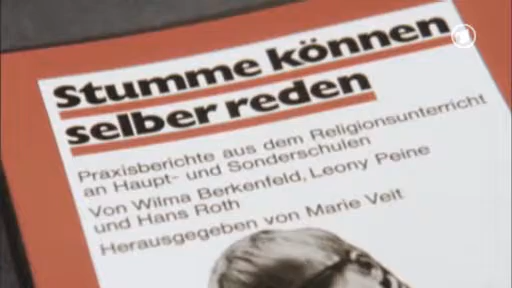 Stumme können
selber reden
Praxisberichte aus dem Religionsunterricht
an Haupt- und Sonderschulen
Von Wilma Berkenfeld, Leony Peine
und Hans Roth
Herausgegeben von Marie Veit